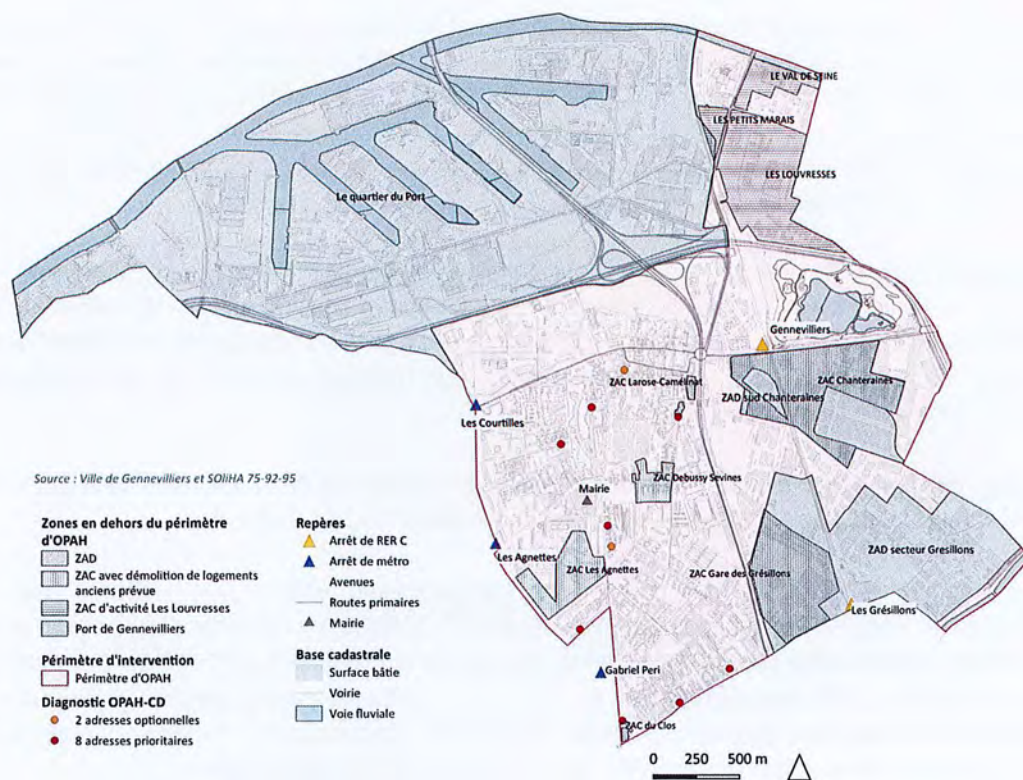 LE VAL DE SEINE
LES PETITS MARAIS
LES LOUVRESSES
Le quartier du Port
Gennevilliers
ZAC Larose-Camélinat
ZAC Chanteraines
ZAD sud Chanteraines
Les Courtilles
ZAC Debussy Sevines
Mairie
Les Agnettes
ZAC Les Agnettes
ZAC Gare des Grésillons
ZAD secteur Gresillons
Les Grésillons
Gabriel Peri
ZAC du Clos
Source : Ville de Gennevilliers et SOliHA 75-92-95
Zones en dehors du périmètre
d'OPAH
ZAD
ZAC avec démolition de logements
anciens prévue
ZAC d'activité Les Louvresses
Port de Gennevilliers
Périmètre d'intervention
Périmètre d'OPAH
Diagnostic OPAH-CD
2 adresses optionnelles
8 adresses prioritaires
Repères
Arrêt de RER C
Arrêt de métro
Avenues
Routes primaires
Mairie
Base cadastrale
Surface bâtie
Voirie
Voie fluviale
0 250 500 m